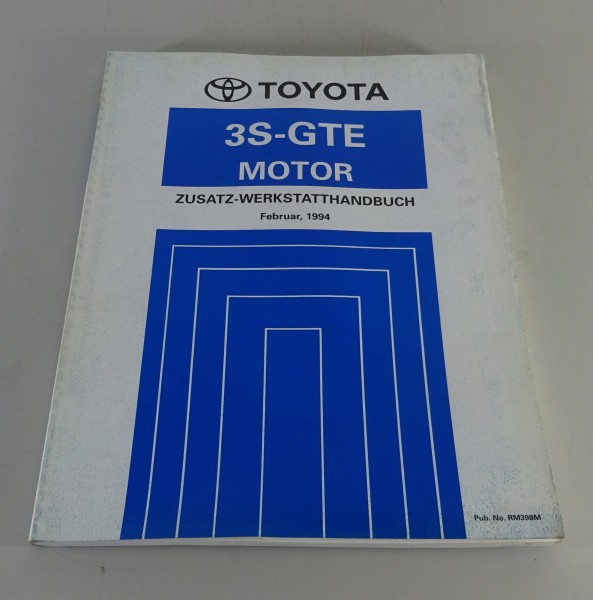 TOYOTA
3S-GTE
MOTOR
ZUSATZ-WERKSTATTHANDBUCH
Februar, 1994
Pub. No. RM398M